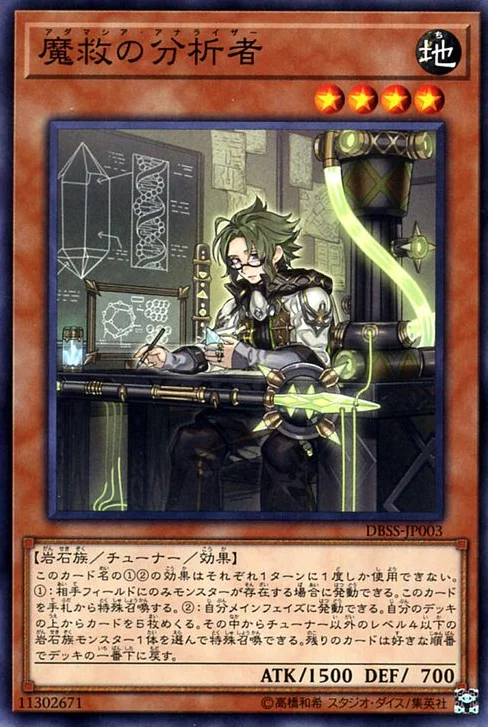 アダマシア・アナライザー
魔救の分析者
地
DBSS-JP003
【岩石族／チューナー／効果】
このカード名の①②の効果はそれぞれ１ターンに１度しか使用できない。
①：相手フィールドにのみモンスターが存在する場合に発動できる。このカード
を手札から特殊召喚する。②：自分メインフェイズに発動できる。自分のデッキ
の上からカードを５枚めくる。その中からチューナー以外のレベル４以下の
岩石族モンスター１体を選んで特殊召喚できる。残りのカードは好きな順番
でデッキの一番下に戻す。
ATK/1500 DEF/ 700
11302671
©高橋和希 スタジオ・ダイス/集英社